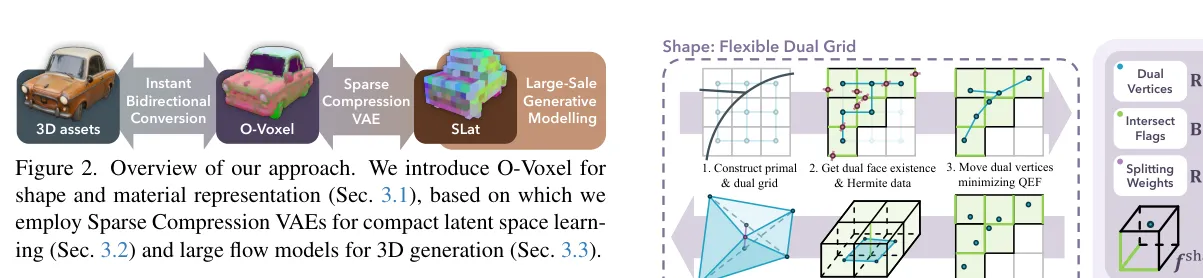 Instant
Bidirectional
Conversion
Sparse
Compression
VAE
Large-Sale
Generative
Modelling
3D assets
O-Voxel
SLat
Figure 2. Overview of our approach. We introduce O-Voxel for
shape and material representation (Sec. 3.1), based on which we
employ Sparse Compression VAEs for compact latent space learn-
ing (Sec. 3.2) and large flow models for 3D generation (Sec. 3.3).
Shape: Flexible Dual Grid
1. Construct primal
& dual grid
2. Get dual face existence
& Hermite data
3. Move dual vertices
minimizing QEF
Dual
Vertices
R
Intersect
Flags
B
Splitting
Weights
R